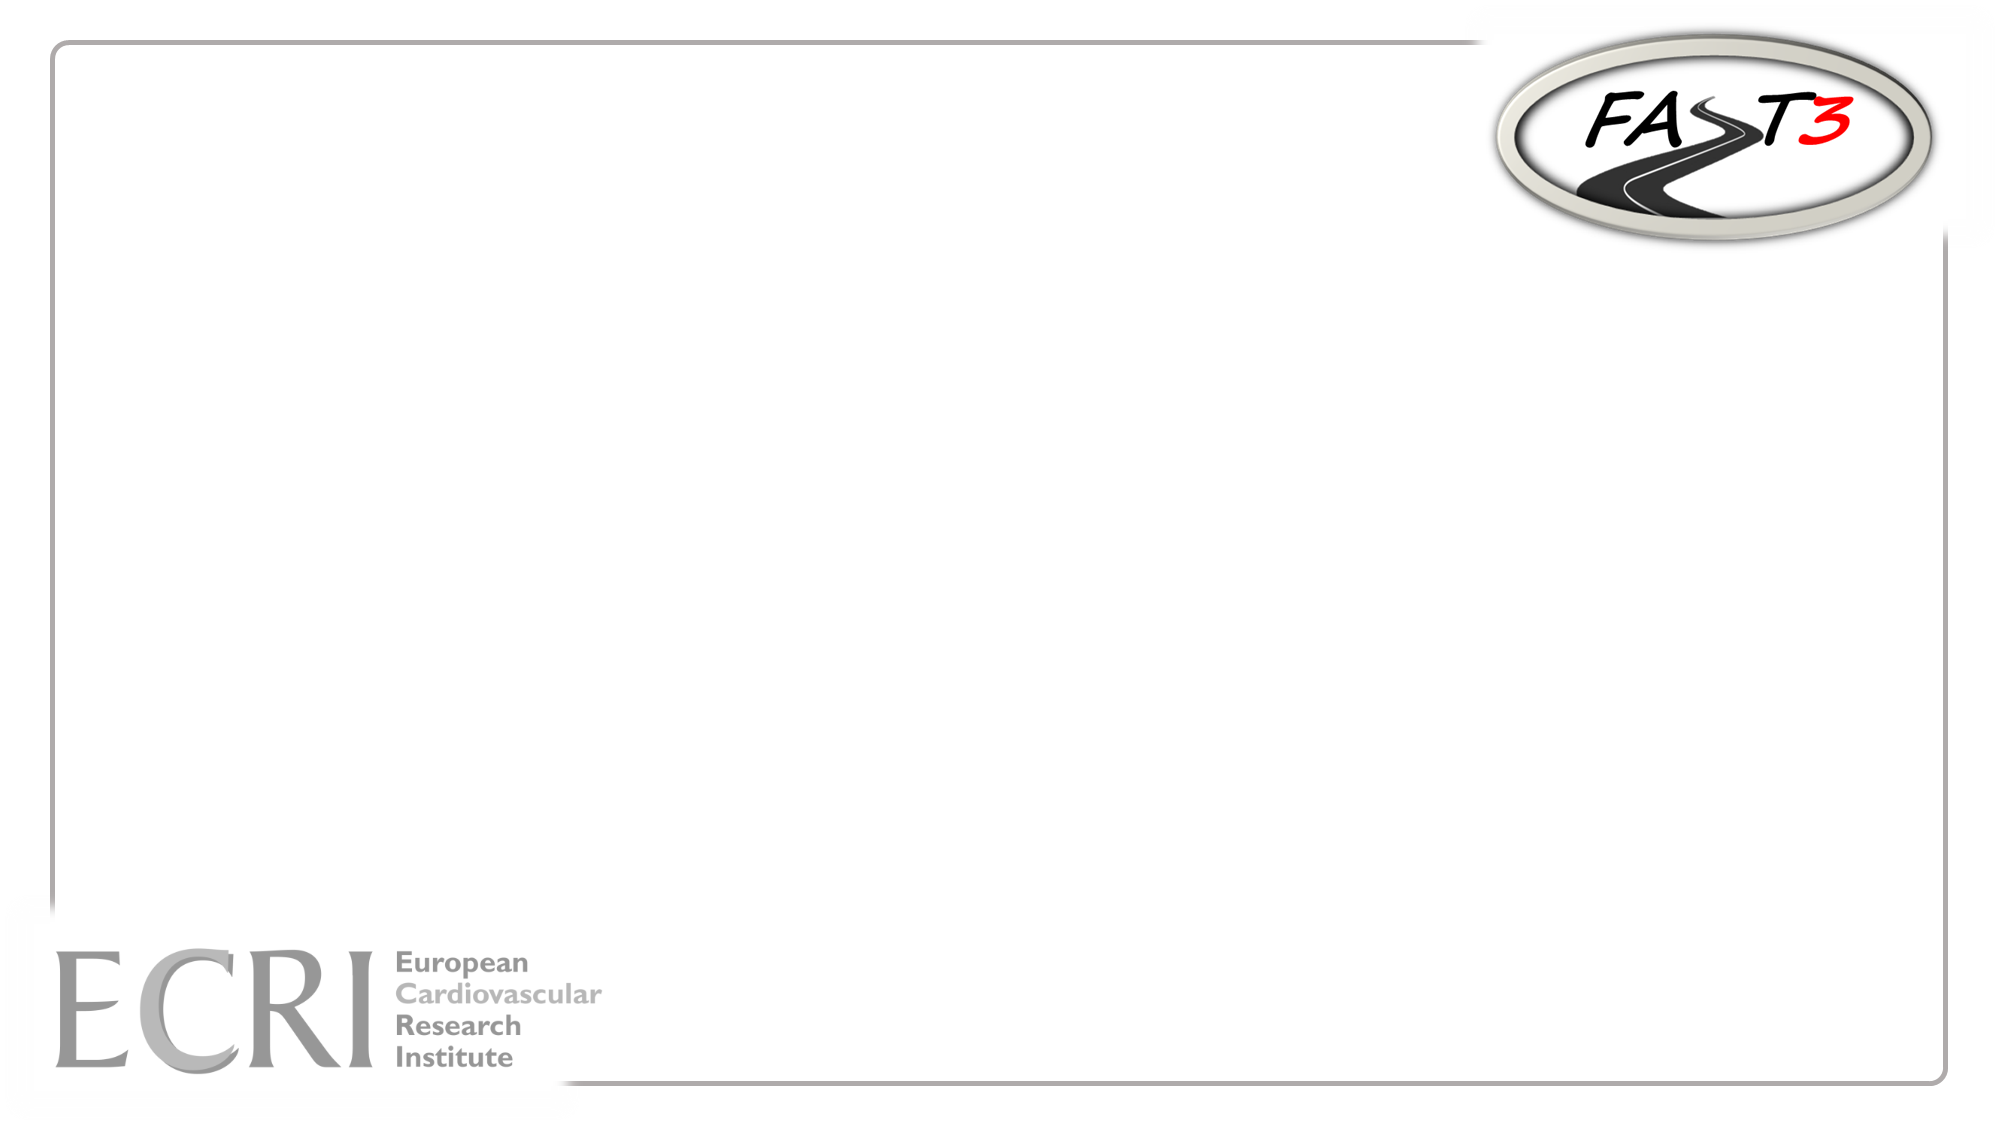 FAST3
ECRI
European
Cardiovascular
Research
Institute